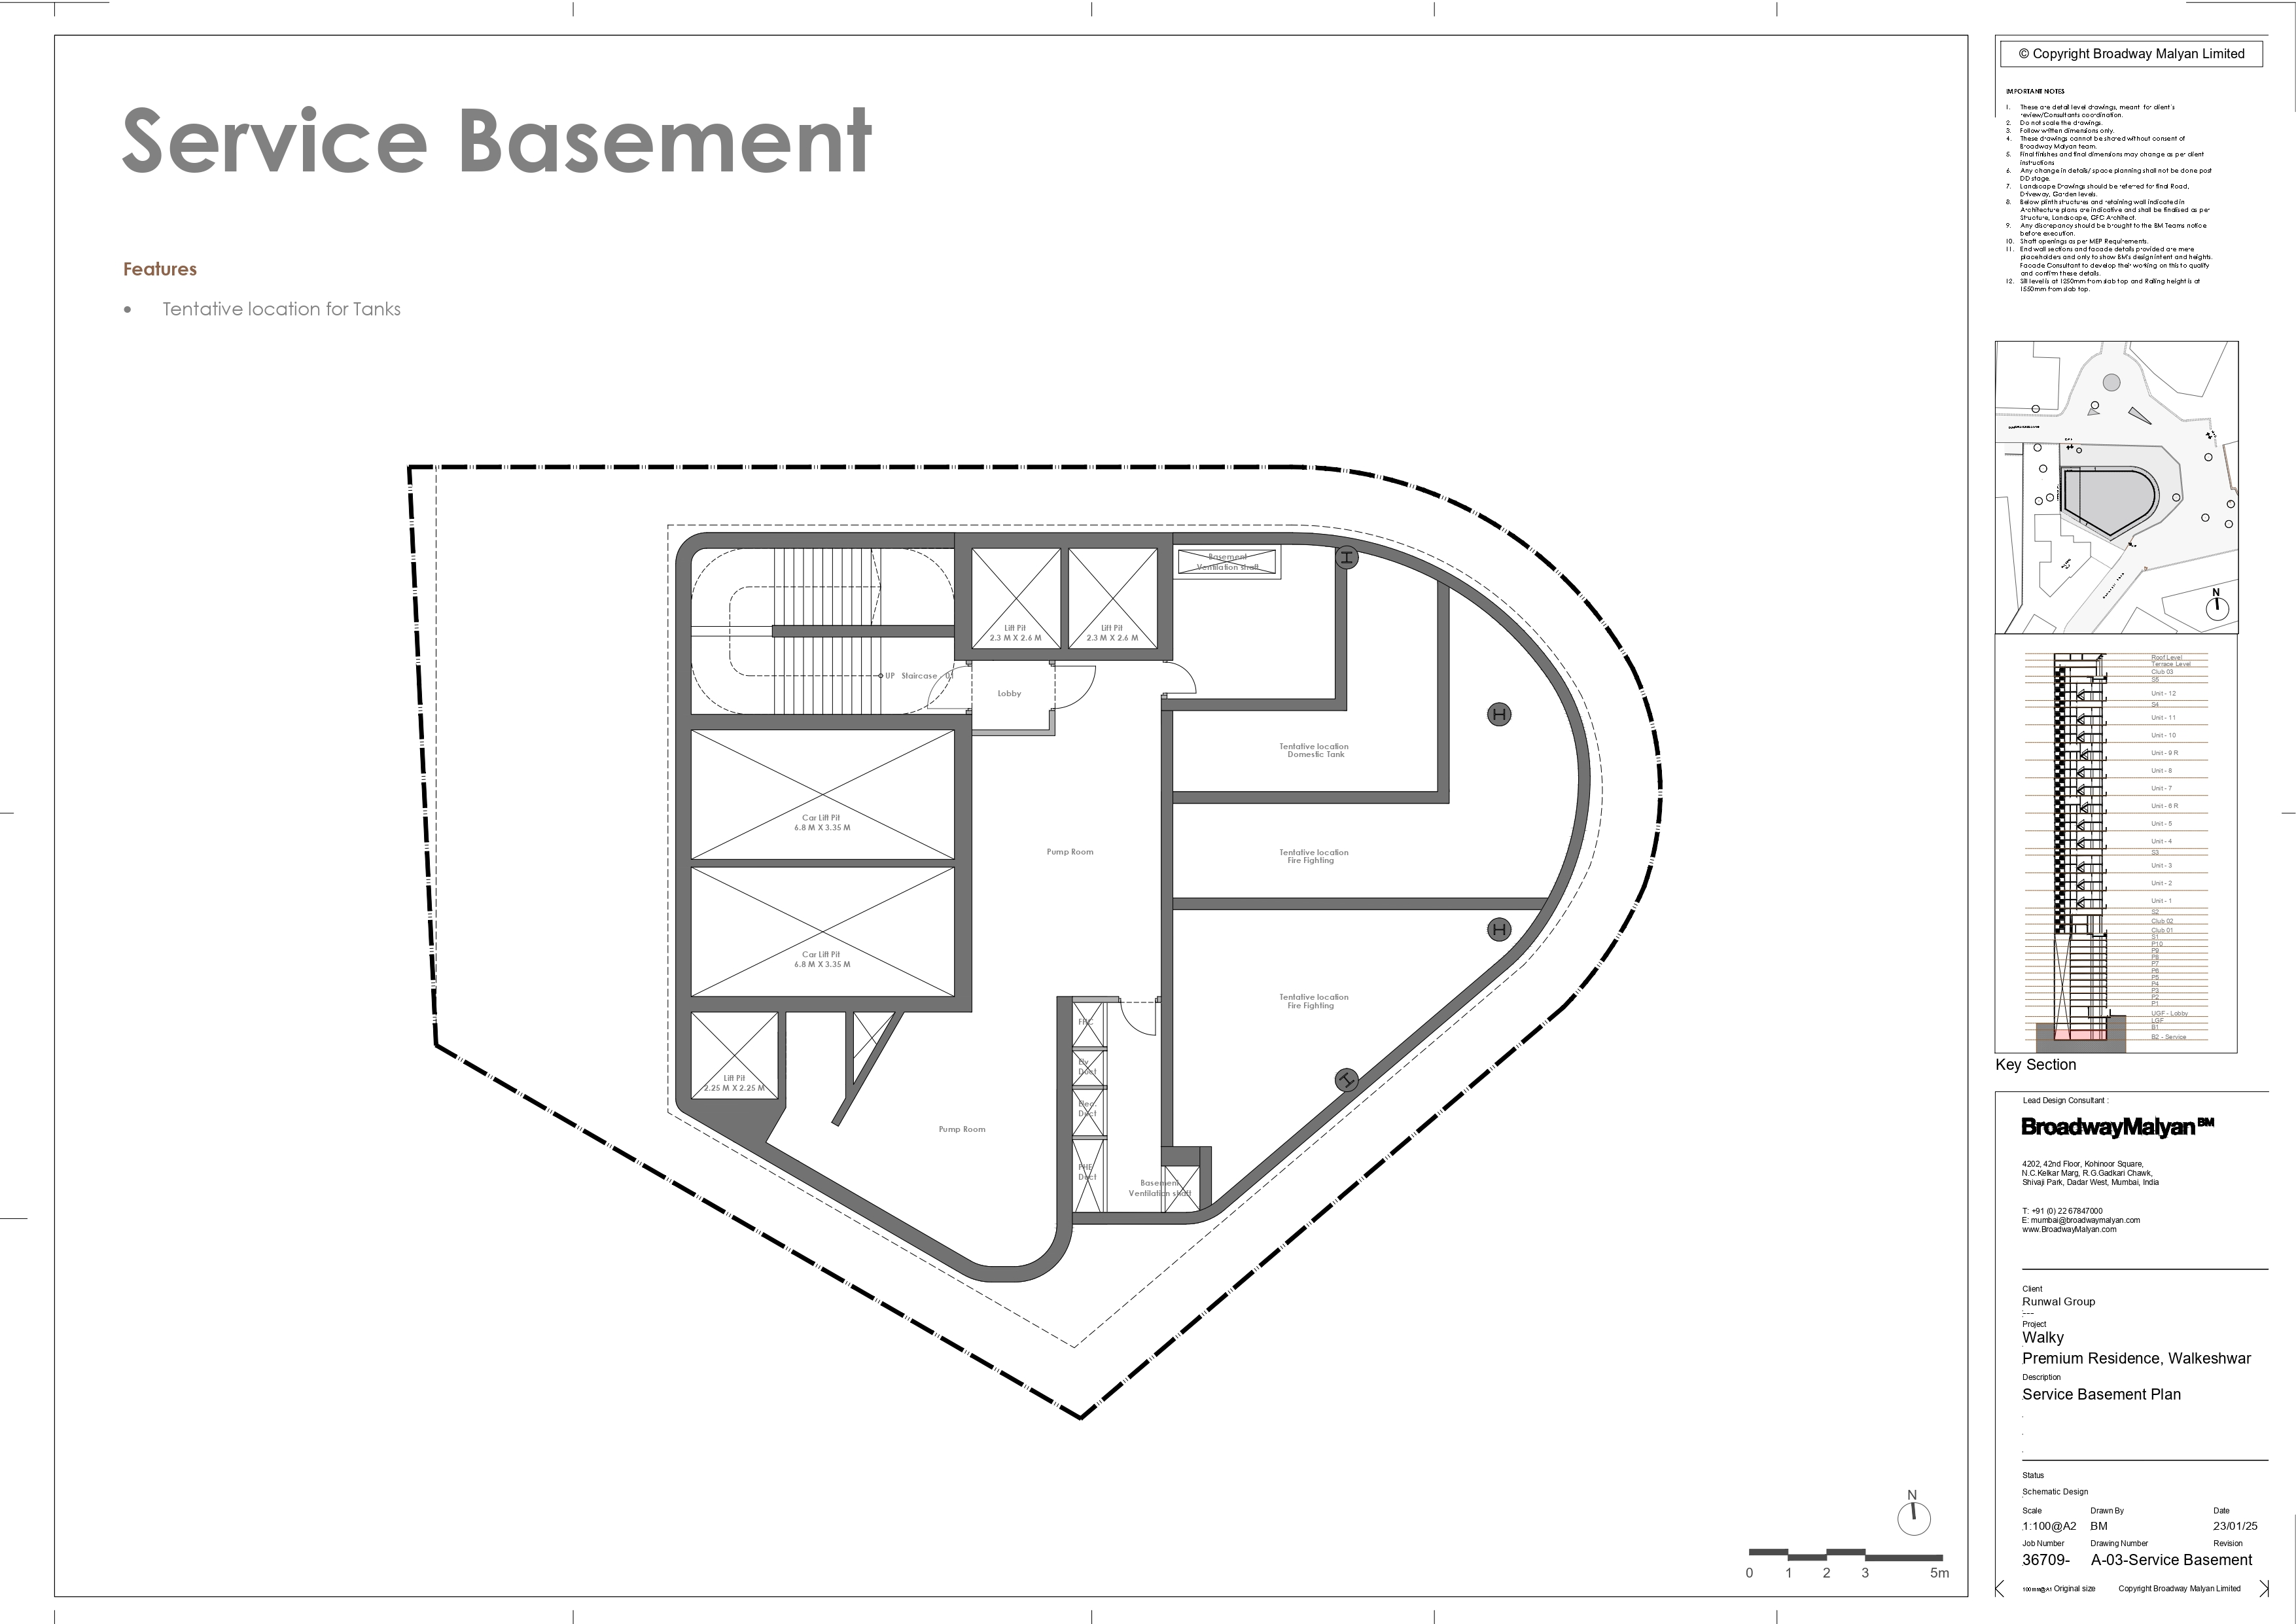 Service Basement
Features
• Tentative location for Tanks
Basement
Ventilation shaft
Lift Pit
2.3 M X 2.6 M
Lift Pit
2.3 M X 2.6 M
UP Staircase - 01
Lobby
Tentative location
Domestic Tank
Car Lift Pit
6.8 M X 3.35 M
Pump Room
Tentative location
Fire Fighting
Car Lift Pit
6.8 M X 3.35 M
Tentative location
Fire Fighting
Duct
Lift Pit
2.25 M X 2.25 M
Duct
Pump Room
Duct
Basement
Ventilation shaft
N
0 1 2 3 5m
© Copyright Broadway Malyan Limited
IMPORTANT NOTES
1. These are detail level drawings, meant for client's
review/Consultants coordination.
2. Do not scale the drawings.
3. Follow written dimensions only.
4. These drawings cannot be shared without consent of
Broadway Malyan team.
5. Final finishes and final dimensions may change as per client
instructions
6. Any change in details/ space planning shall not be done post
DD stage.
7. Landscape Drawings should be referred for final Road,
Driveway, Garden levels.
8. Below plinth structures and retaining wall indicated in
Architecture plans are indicative and shall be finalised as per
Structure, Landscape, GFC Architect.
9. Any discrepancy should be brought to the BM Teams notice
before execution.
10. Shaft openings as per MEP Requirements.
11. End wall sections and facade details provided are mere
placeholders and only to show BM's design intent and heights.
Facade Consultant to develop their working on this to qualify
and confirm these details.
12. Sill level is at 1250mm from slab top and Railing height is at
1550mm from slab top.
N
Roof Level
Terrace Level
Club 03
S5
Unit - 12
S4
Unit - 11
Unit - 10
Unit - 9 R
Unit - 8
Unit - 7
Unit - 6 R
Unit - 5
Unit - 4
S3
Unit - 3
Unit - 2
Unit - 1
S2
Club 02
Club 01
S1
P10
P9
P8
P7
P6
P5
P4
P3
P2
P1
UGF - Lobby
LGF
B1
B2 - Service
Key Section
Lead Design Consultant :
BroadwayMalyan BM
4202, 42nd Floor, Kohinoor Square,
N.C.Kelkar Marg, R.G.Gadkari Chawk,
Shivaji Park, Dadar West, Mumbai, India
T: +91 (0) 22 67847000
E: mumbai@broadwaymalyan.com
www.BroadwayMalyan.com
Client
Runwal Group
---
Project
Walky
Premium Residence, Walkeshwar
Description
Service Basement Plan
Status
Schematic Design
Scale Drawn By Date
1:100@A2 BM 23/01/25
Job Number Drawing Number Revision
36709- A-03-Service Basement
100mm@A1 Original size Copyright Broadway Malyan Limited